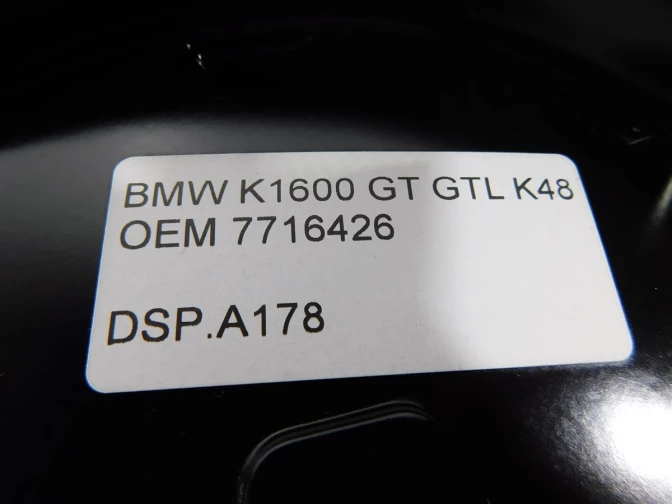 BMW K1600 GT GTL K48
OEM 7716426
DSP.A178